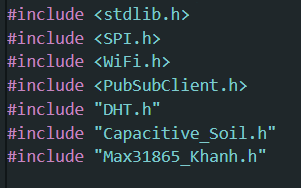 #include <stdlib.h>
#include <SPI.h>
#include <WiFi.h>
#include <PubSubClient.h>
#include "DHT.h"
#include "Capacitive_Soil.h"
#include "Max31865_Khanh.h"